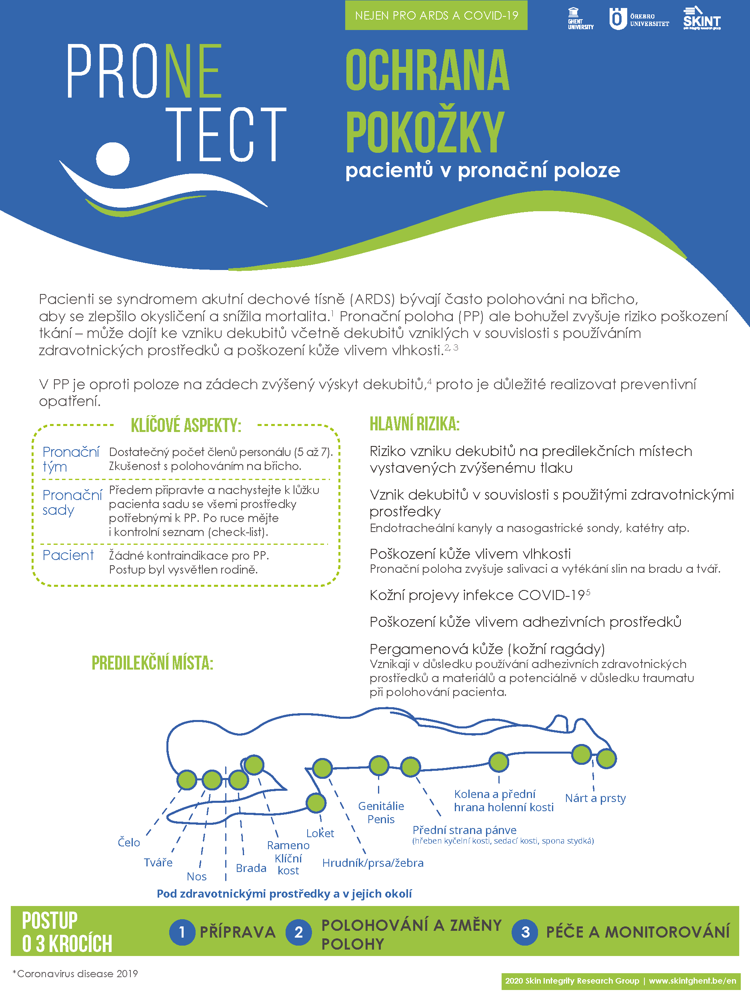 NEJEN PRO ARDS A COVID-19
GHENT
UNIVERSITY
ÖREBRO
UNIVERSITET
SKINT
skin integrity research group
PRONE
TECT
OCHRANA
POKOŽKY
pacientů v pronační poloze
Pacienti se syndromem akutní dechové tísně (ARDS) bývají často polohováni na břicho,
aby se zlepšilo okysličení a snížila mortalita.1 Pronační poloha (PP) ale bohužel zvyšuje riziko poškození
tkání – může dojít ke vzniku dekubitů včetně dekubitů vzniklých v souvislosti s používáním
zdravotnických prostředků a poškození kůže vlivem vlhkosti.2, 3
V PP je oproti poloze na zádech zvýšený výskyt dekubitů,4 proto je důležité realizovat preventivní
opatření.
KLÍČOVÉ ASPEKTY:
Pronační
tým
Dostatečný počet členů personálu (5 až 7).
Zkušenost s polohováním na břicho.
Pronační
sady
Předem připravte a nachystejte k lůžku
pacienta sadu se všemi prostředky
potřebnými k PP. Po ruce mějte
i kontrolní seznam (check-list).
Pacient
Žádné kontraindikace pro PP.
Postup byl vysvětlen rodině.
HLAVNÍ RIZIKA:
Riziko vzniku dekubitů na predilekčních místech
vystavených zvýšenému tlaku
Vznik dekubitů v souvislosti s použitými zdravotnickými
prostředky
Endotracheální kanyly a nasogastrické sondy, katétry atp.
Poškození kůže vlivem vlhkosti
Pronační poloha zvyšuje salivaci a vytékání slin na bradu a tvář.
Kožní projevy infekce COVID-195
Poškození kůže vlivem adhezivních prostředků
Pergamenová kůže (kožní ragády)
Vznikají v důsledku používání adhezivních zdravotnických
prostředků a materiálů a potenciálně v důsledku traumatu
při polohování pacienta.
PREDILEKČNÍ MÍSTA:
Kolena a přední
hrana holenní kosti
Nárt a prsty
Genitálie
Penis
Přední strana pánve
(hřeben kyčelní kosti, sedací kosti, spona stydká)
Loket
Čelo
Rameno
Klíční
kost
Hrudník/prsa/žebra
Tváře
Brada
Nos
Pod zdravotnickými prostředky a v jejich okolí
POSTUP
O 3 KROCÍCH
1 PŘÍPRAVA
2 POLOHOVÁNÍ A ZMĚNY
POLOHY
3 PÉČE A MONITOROVÁNÍ
*Coronavirus disease 2019
2020 Skin Integrity Research Group | www.skintghent.be/en